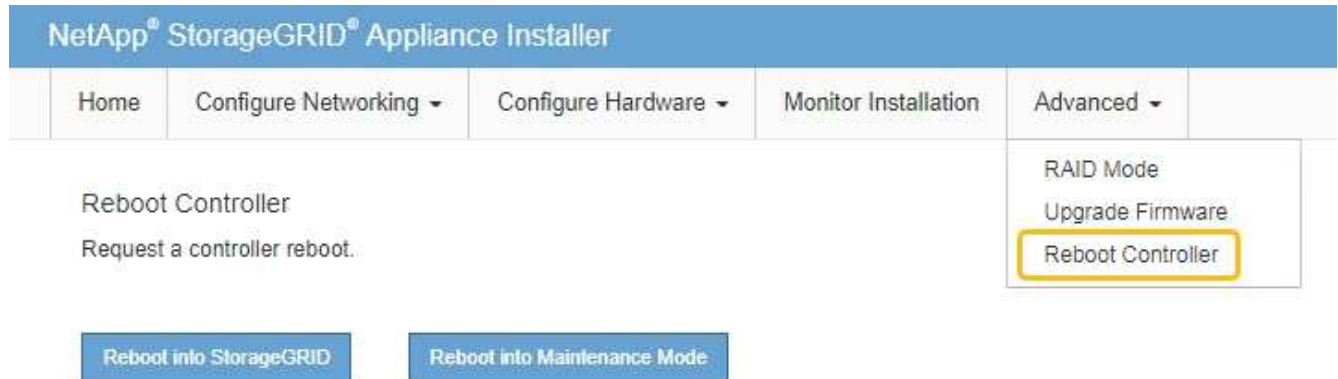 NetApp® StorageGRID® Appliance Installer
Home Configure Networking Configure Hardware Monitor Installation Advanced
RAID Mode
Upgrade Firmware
Reboot Controller
Reboot Controller
Request a controller reboot.
Reboot into StorageGRID Reboot into Maintenance Mode